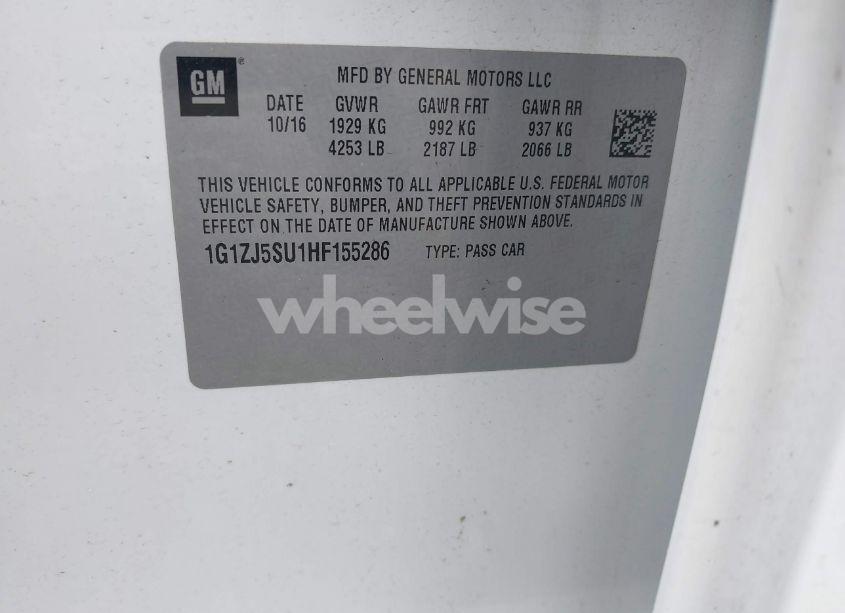 GM®
MFD BY GENERAL MOTORS LLC
DATE GVWR GAWR FRT GAWR RR
10/16 1929 KG 992 KG 937 KG
4253 LB 2187 LB 2066 LB
THIS VEHICLE CONFORMS TO ALL APPLICABLE U.S. FEDERAL MOTOR
VEHICLE SAFETY, BUMPER, AND THEFT PREVENTION STANDARDS IN
EFFECT ON THE DATE OF MANUFACTURE SHOWN ABOVE.
1G1ZJ5SU1HF155286 TYPE: PASS CAR
wheelwise